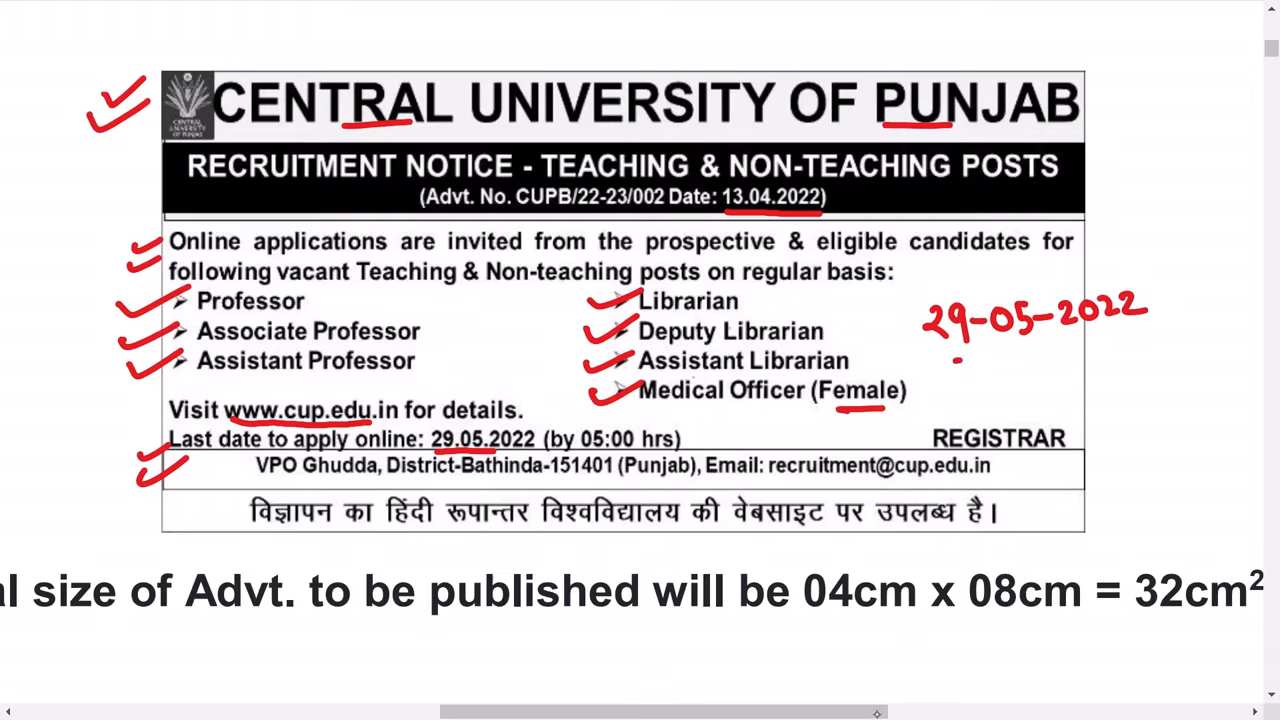 CENTRAL UNIVERSITY OF PUNJAB
CENTRAL
UNIVERSITY
OF PUNJAB
RECRUITMENT NOTICE - TEACHING & NON-TEACHING POSTS
(Advt. No. CUPB/22-23/002 Date: 13.04.2022)
Online applications are invited from the prospective & eligible candidates for
following vacant Teaching & Non-teaching posts on regular basis:
➢ Professor
➢ Associate Professor
➢ Assistant Professor
➢ Librarian
➢ Deputy Librarian
➢ Assistant Librarian
➢ Medical Officer (Female)
29-05-2022
Visit www.cup.edu.in for details.
Last date to apply online: 29.05.2022 (by 05:00 hrs)
REGISTRAR
VPO Ghudda, District-Bathinda-151401 (Punjab), Email: recruitment@cup.edu.in
विज्ञापन का हिंदी रूपान्तर विश्वविद्यालय की वेबसाइट पर उपलब्ध है।
al size of Advt. to be published will be 04cm x 08cm = 32cm²